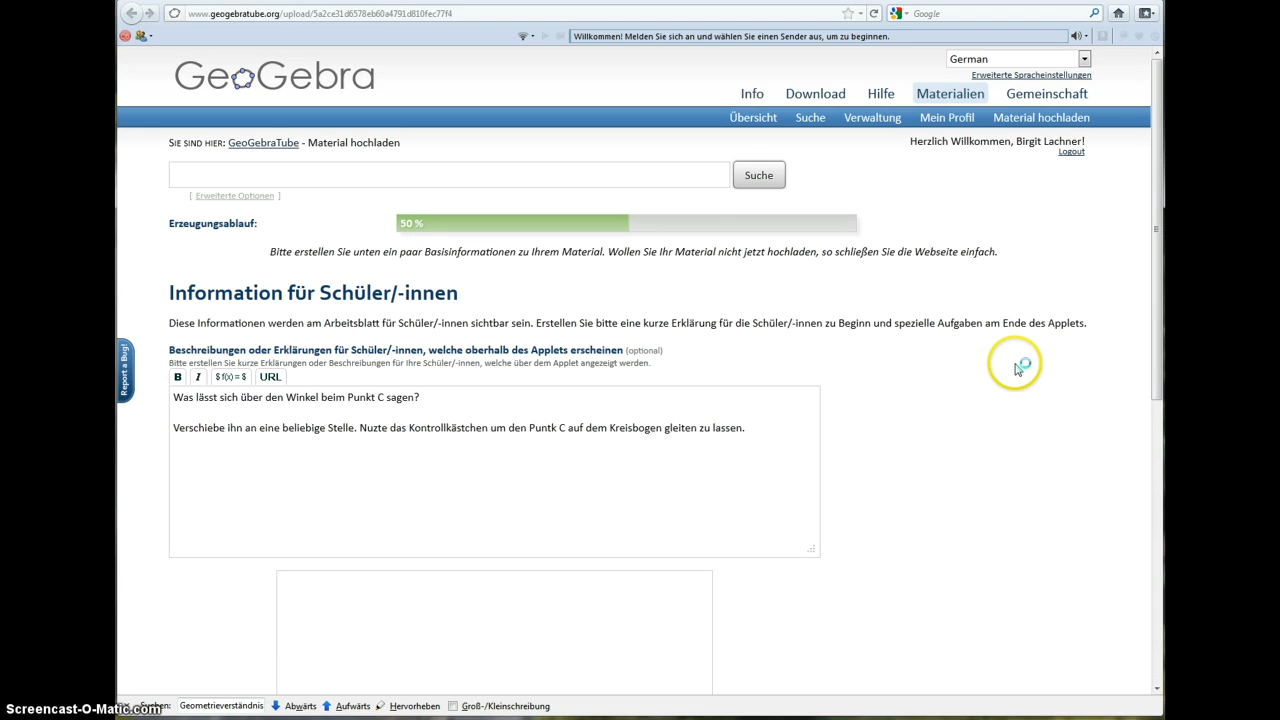 www.geogebratube.org/upload/5a2ce31d6578eb60a4791d810fec77f4
Google
Willkommen! Melden Sie sich an und wählen Sie einen Sender aus, um zu beginnen.
GeoGebra
German
Erweiterte Spracheinstellungen
Info Download Hilfe Materialien Gemeinschaft
Übersicht Suche Verwaltung Mein Profil Material hochladen
SIE SIND HIER: GeoGebraTube - Material hochladen
Herzlich Willkommen, Birgit Lachner!
Logout
Suche
[ Erweiterte Optionen ]
Erzeugungsablauf: 50 %
Bitte erstellen Sie unten ein paar Basisinformationen zu Ihrem Material. Wollen Sie Ihr Material nicht jetzt hochladen, so schließen Sie die Webseite einfach.
Information für Schüler/-innen
Diese Informationen werden am Arbeitsblatt für Schüler/-innen sichtbar sein. Erstellen Sie bitte eine kurze Erklärung für die Schüler/-innen zu Beginn und spezielle Aufgaben am Ende des Applets.
Report a Bug!
Beschreibungen oder Erklärungen für Schüler/-innen, welche oberhalb des Applets erscheinen (optional)
Bitte erstellen Sie kurze Erklärungen oder Beschreibungen für Ihre Schüler/-innen, welche über dem Applet angezeigt werden.
B I $ f(x) = $ URL
Was lässt sich über den Winkel beim Punkt C sagen?
Verschiebe ihn an eine beliebige Stelle. Nuzte das Kontrollkästchen um den Puntk C auf dem Kreisbogen gleiten zu lassen.
Suchen: Geometrieverständnis Abwärts Aufwärts Hervorheben Groß-/Kleinschreibung
Screencast-O-Matic.com